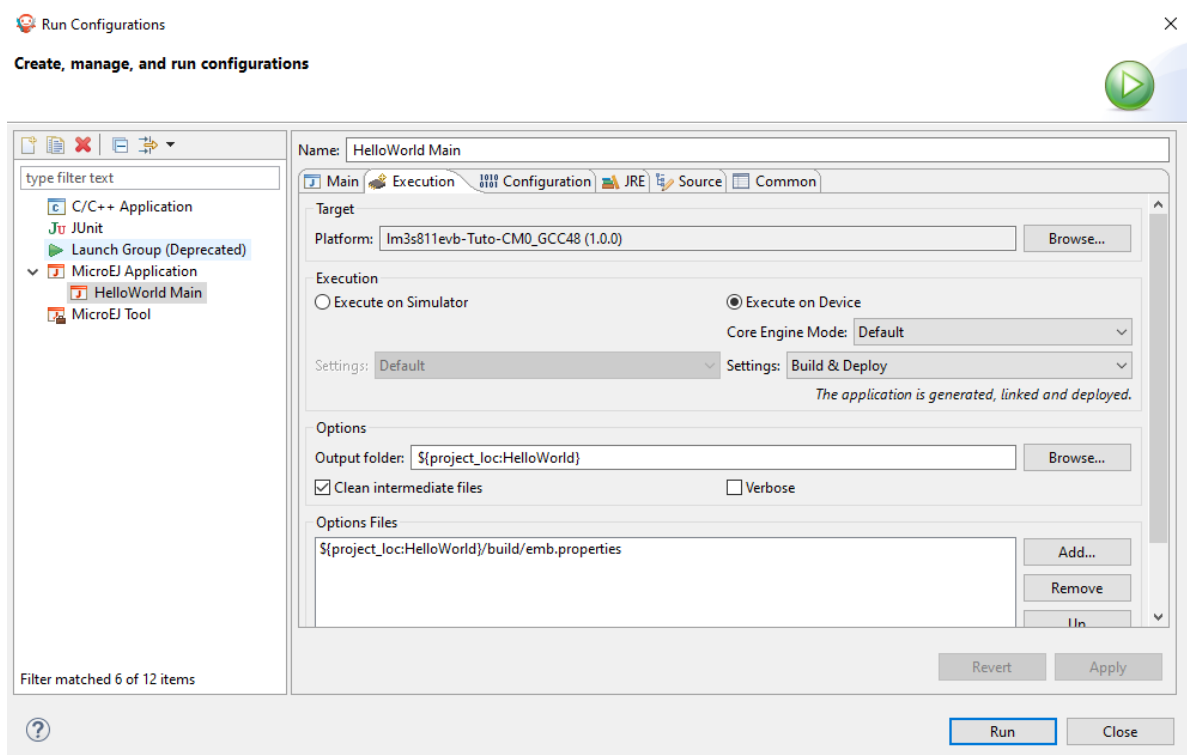 Run Configurations
Create, manage, and run configurations
type filter text
C/C++ Application
JUnit
Launch Group (Deprecated)
MicroEJ Application
HelloWorld Main
MicroEJ Tool
Filter matched 6 of 12 items
Name: HelloWorld Main
Main Execution Configuration JRE Source Common
Target
Platform: lm3s811evb-Tuto-CM0_GCC48 (1.0.0) Browse...
Execution
Execute on Simulator Execute on Device
Core Engine Mode: Default
Settings: Default Settings: Build & Deploy
The application is generated, linked and deployed.
Options
Output folder: ${project_loc:HelloWorld} Browse...
Clean intermediate files Verbose
Options Files
${project_loc:HelloWorld}/build/emb.properties
Add...
Remove
Up
Revert Apply
Run Close